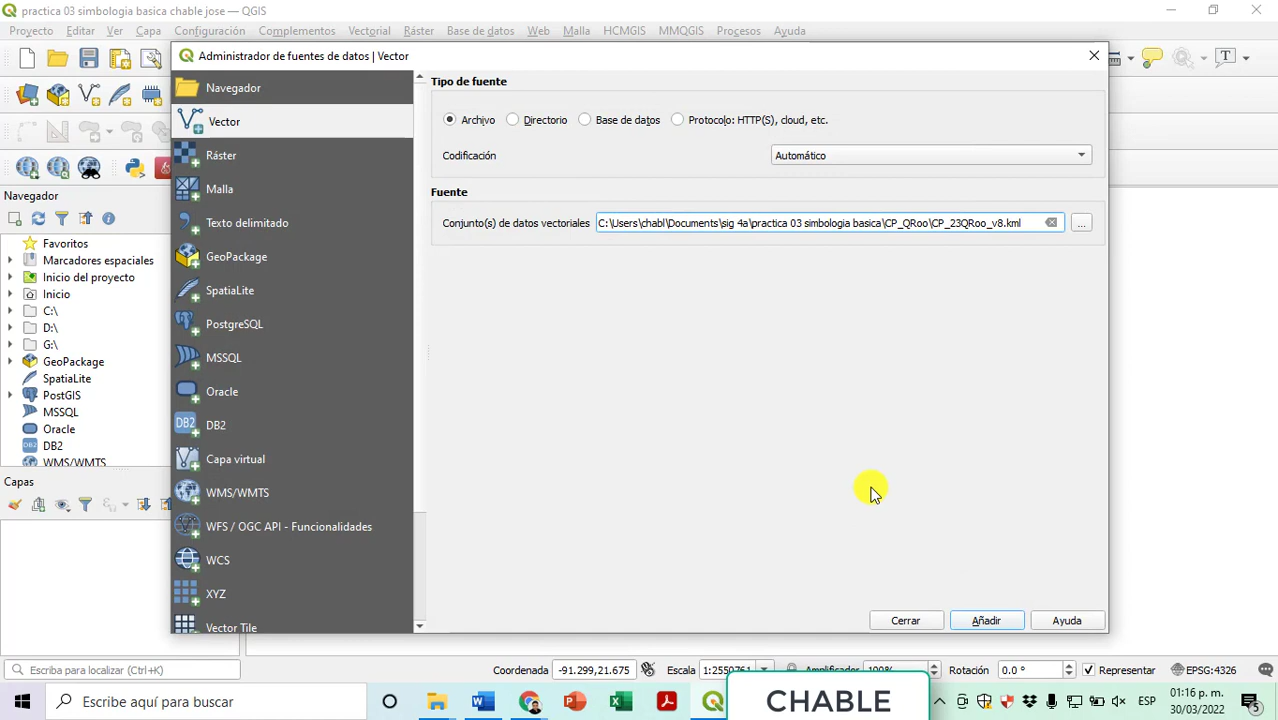 practica 03 simbologia basica chable jose — QGIS
Proyecto Editar Ver Capa Configuración Complementos Vectorial Ráster Base de datos Web Malla HCMGIS MMQGIS Procesos Ayuda
Administrador de fuentes de datos | Vector
Navegador
Vector
Ráster
Malla
Texto delimitado
GeoPackage
SpatiaLite
PostgreSQL
MSSQL
Oracle
DB2
Capa virtual
WMS/WMTS
WFS / OGC API - Funcionalidades
WCS
XYZ
Vector Tile
Tipo de fuente
Archivo Directorio Base de datos Protocolo: HTTP(S), cloud, etc.
Codificación Automático
Fuente
Conjunto(s) de datos vectoriales C:\Users\chabl\Documents\sig 4a\practica 03 simbologia basica\CP_QRoo\CP_23QRoo_v8.kml ...
Cerrar Añadir Ayuda
Navegador
Favoritos
Marcadores espaciales
Inicio del proyecto
Inicio
C:\
D:\
G:\
GeoPackage
SpatiaLite
PostGIS
MSSQL
Oracle
DB2
WMS/WMTS
Capas
Escriba para localizar (Ctrl+K) Coordenada -91.299,21.675 Escala 1:2550761 Amplificador 100% Rotación 0.0 ° Representar EPSG:4326
Escribe aquí para buscar
CHABLE
ESP
01:16 p. m.
30/03/2022
5